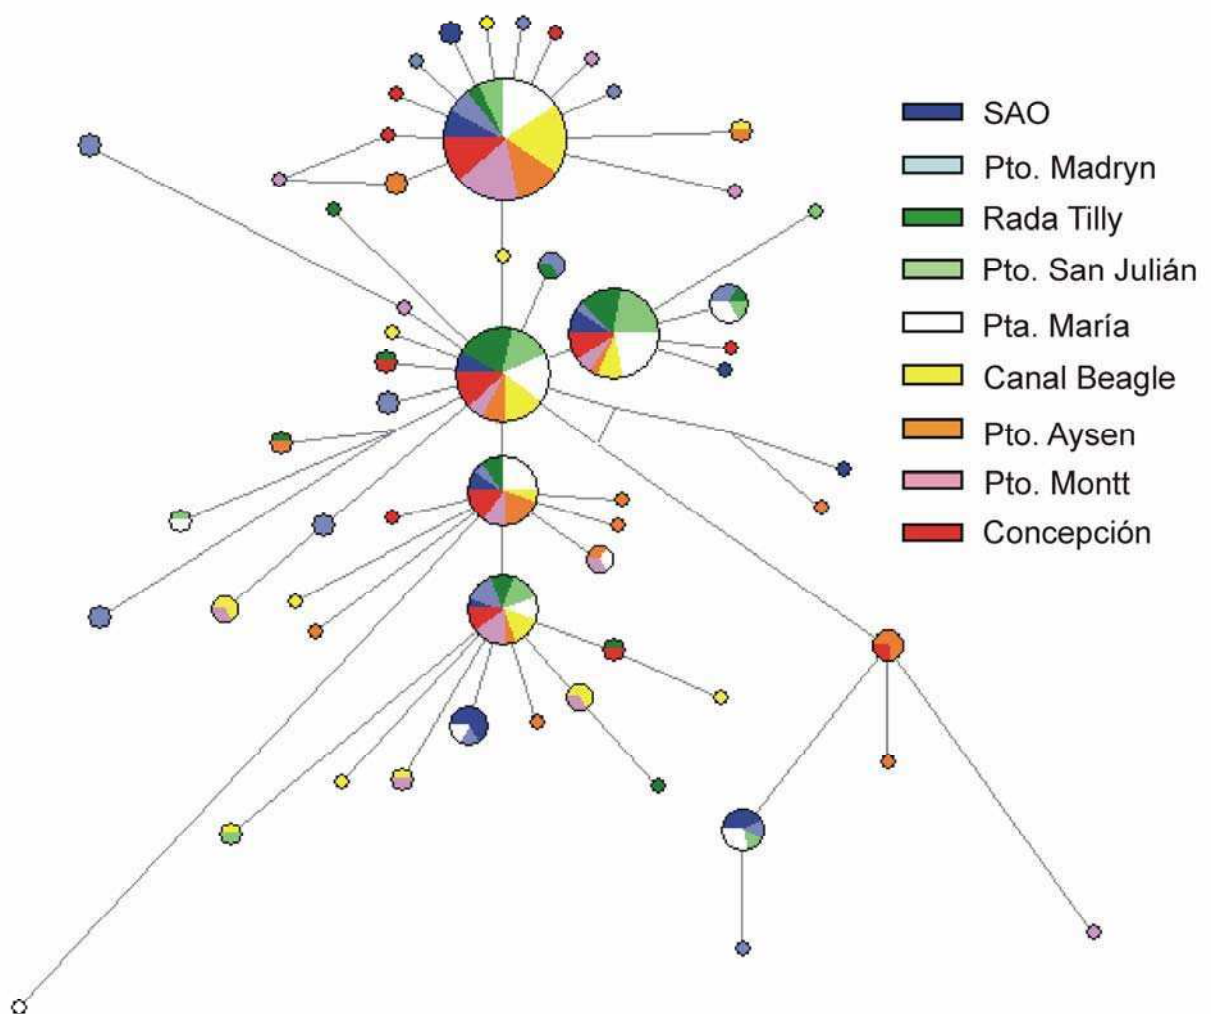 SAO
Pto. Madryn
Rada Tilly
Pto. San Julián
Pta. María
Canal Beagle
Pto. Aysen
Pto. Montt
Concepción